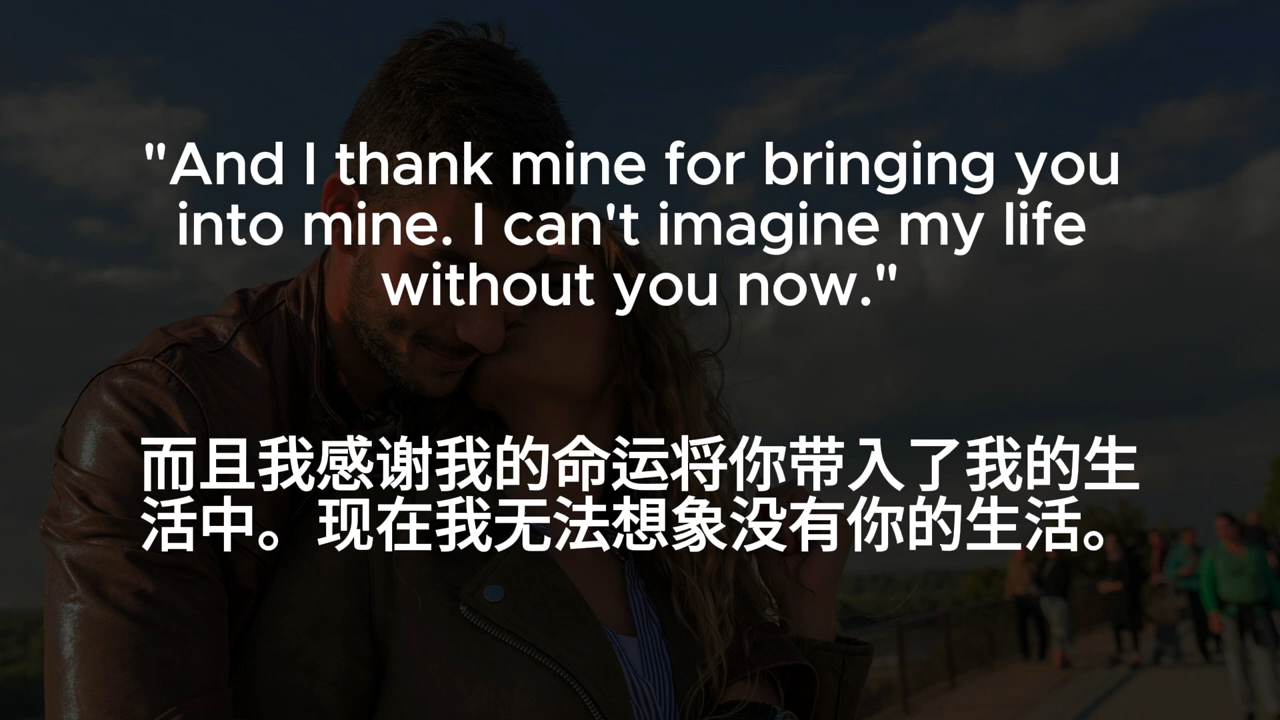 "And I thank mine for bringing you
into mine. I can't imagine my life
without you now."
而且我感谢我的命运将你带入了我的生
活中。现在我无法想象没有你的生活。